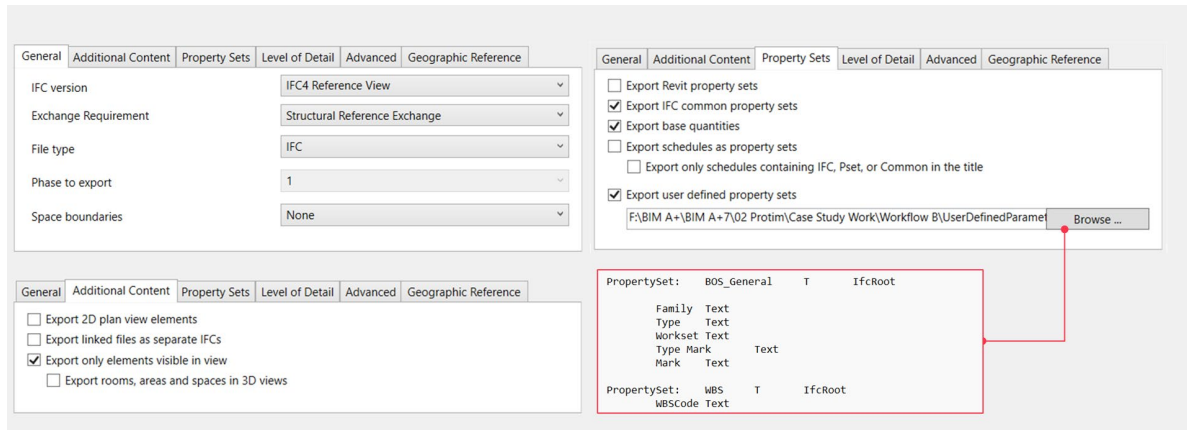 General Additional Content Property Sets Level of Detail Advanced Geographic Reference
IFC version IFC4 Reference View
Exchange Requirement Structural Reference Exchange
File type IFC
Phase to export 1
Space boundaries None
General Additional Content Property Sets Level of Detail Advanced Geographic Reference
Export 2D plan view elements
Export linked files as separate IFCs
Export only elements visible in view
Export rooms, areas and spaces in 3D views
General Additional Content Property Sets Level of Detail Advanced Geographic Reference
Export Revit property sets
Export IFC common property sets
Export base quantities
Export schedules as property sets
Export only schedules containing IFC, Pset, or Common in the title
Export user defined property sets
F:\BIM A+\BIM A+7\02 Protim\Case Study Work\Workflow B\UserDefinedParamet Browse ...
PropertySet: BOS_General T IfcRoot
Family Text
Type Text
Workset Text
Type Mark Text
Mark Text
PropertySet: WBS T IfcRoot
WBSCode Text